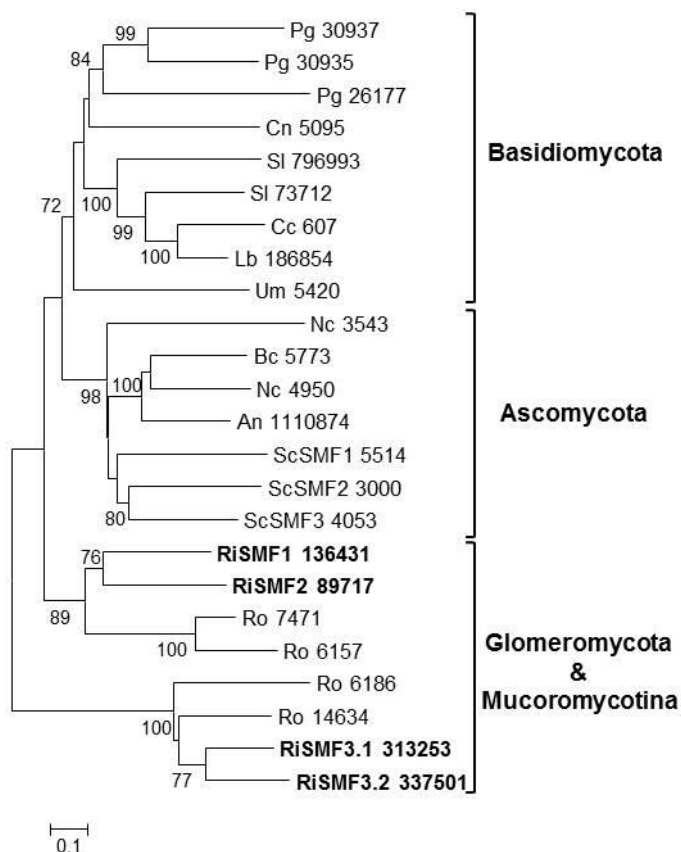 99
Pg 30937
84
Pg 30935
Pg 26177
Cn 5095
Basidiomycota
Sl 796993
Sl 73712
100
72
Cc 607
99
100
Lb 186854
Um 5420
Nc 3543
Bc 5773
100
Nc 4950
98
An 1110874
Ascomycota
ScSMF1 5514
ScSMF2 3000
80
ScSMF3 4053
76
RiSMF1 136431
RiSMF2 89717
89
Ro 7471
100
Ro 6157
Glomeromycota
&
Mucoromycotina
Ro 6186
100
Ro 14634
RiSMF3.1 313253
77
RiSMF3.2 337501
0.1